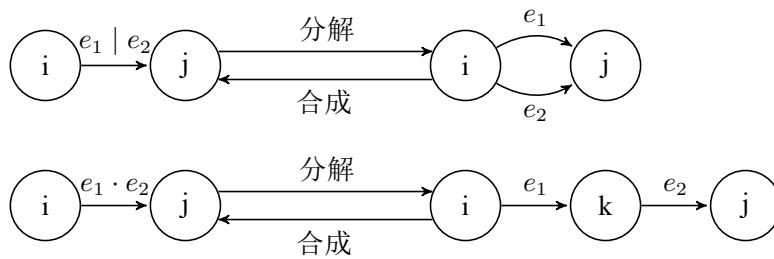 i e₁ | e₂ j 分解 合成 i e₁ e₂ j
i e₁ · e₂ j 分解 合成 i e₁ k e₂ j